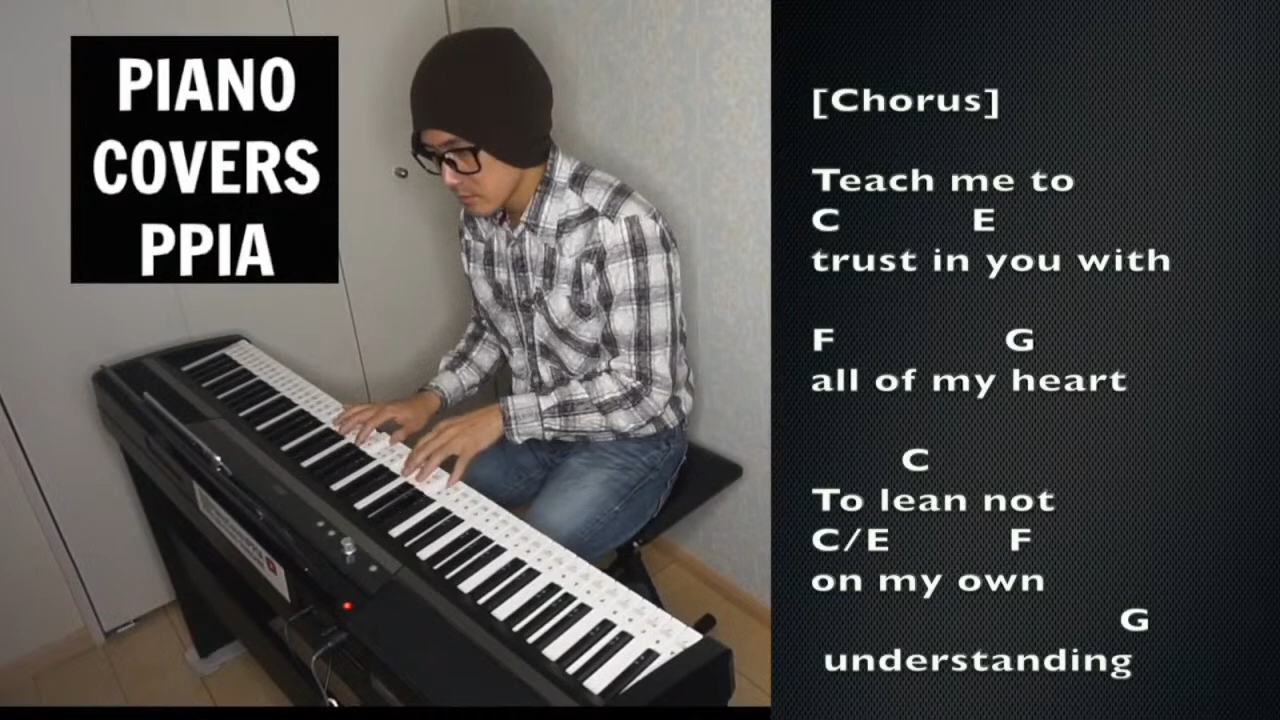 PIANO
COVERS
PPIA
[Chorus]
Teach me to
C E
trust in you with
F G
all of my heart
C
To lean not
C/E F
on my own
G
understanding